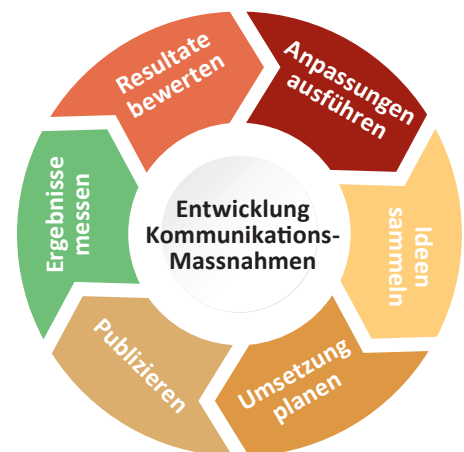 Resultate
bewerten
Anpassungen
ausführen
Ideen
sammeln
Umsetzung
planen
Publizieren
Ergebnisse
messen
Entwicklung
Kommunikations-
Massnahmen